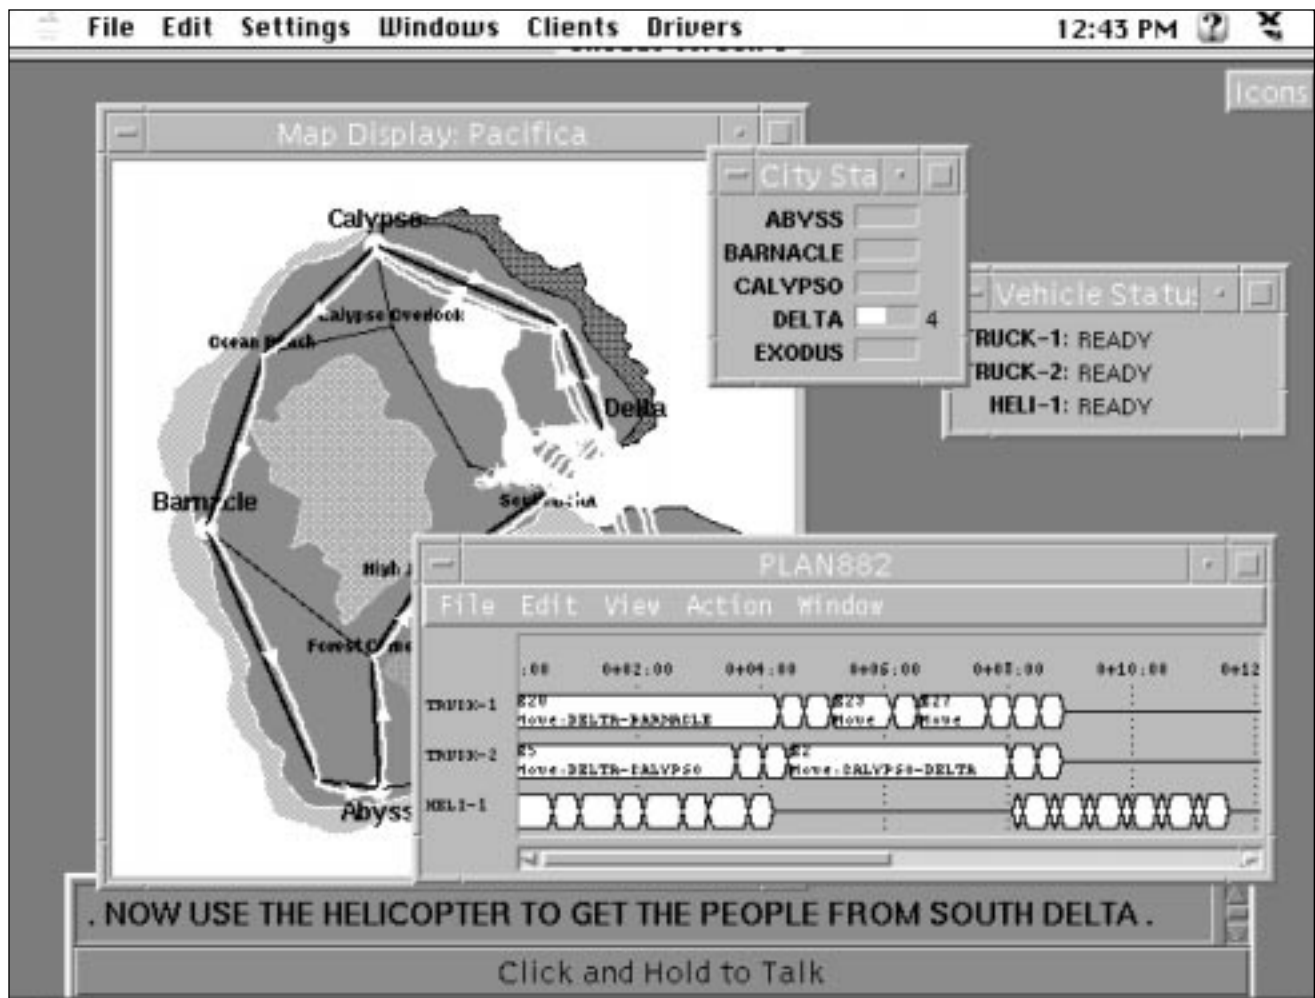 File Edit Settings Windows Clients Drivers 12:43 PM
Icons
Map Display: Pacifica
Calypso
Calypso Overlook
Ocean Beach
Delta
Barnacle
High
Abyss
City Sta
ABYSS
BARNACLE
CALYPSO
DELTA 4
EXODUS
Vehicle Status
TRUCK-1: READY
TRUCK-2: READY
HELI-1: READY
PLAN882
File Edit View Action Window
:00 0+02:00 0+04:00 0+06:00 0+08:00 0+10:00 0+12
TRUCK-1
Move:DELTA-BARNACLE
Move
Move
TRUCK-2
Move:DELTA-CALYPSO
Move:CALYPSO-DELTA
HELI-1
. NOW USE THE HELICOPTER TO GET THE PEOPLE FROM SOUTH DELTA .
Click and Hold to Talk